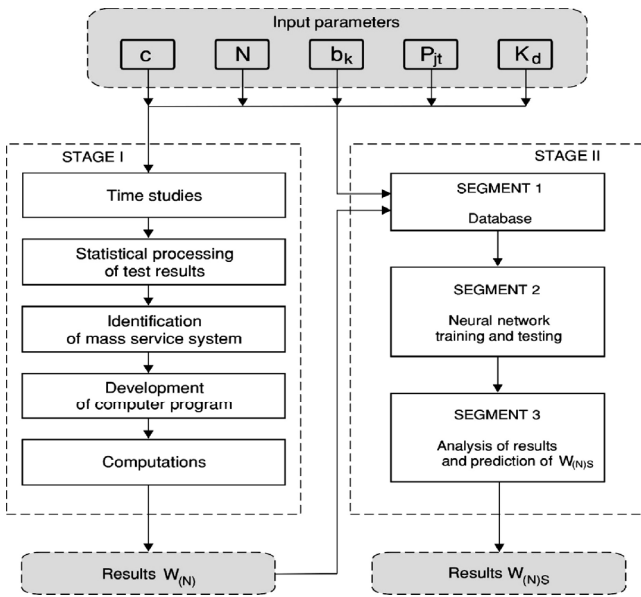 Input parameters
c N b_k P_jt K_d
STAGE I
Time studies
Statistical processing
of test results
Identification
of mass service system
Development
of computer program
Computations
Results W_(N)
STAGE II
SEGMENT 1
Database
SEGMENT 2
Neural network
training and testing
SEGMENT 3
Analysis of results
and prediction of W_(N)S
Results W_(N)S